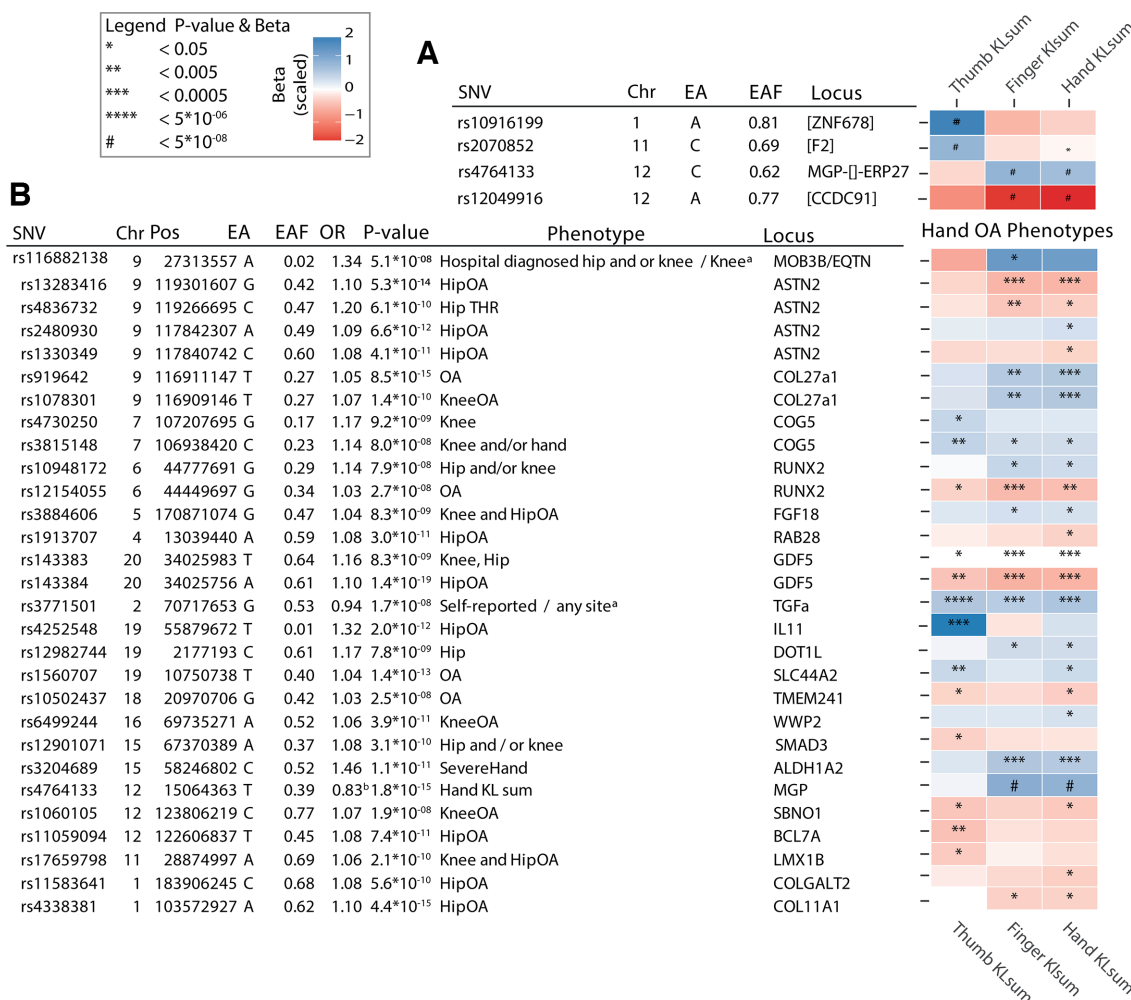 Legend P-value & Beta
* < 0.05
** < 0.005
*** < 0.0005
**** < 5*10-06
# < 5*10-08
Beta (scaled)
2
1
0
−1
−2
A
Thumb KLsum Finger Klsum Hand KLsum
SNV Chr EA EAF Locus
rs10916199 1 A 0.81 [ZNF678] #
rs2070852 11 C 0.69 [F2] # *
rs4764133 12 C 0.62 MGP-[]-ERP27 # #
rs12049916 12 A 0.77 [CCDC91] # #
B
Hand OA Phenotypes
SNV Chr Pos EA EAF OR P-value Phenotype Locus
rs116882138 9 27313557 A 0.02 1.34 5.1*10-08 Hospital diagnosed hip and or knee / Kneea MOB3B/EQTN *
rs13283416 9 119301607 G 0.42 1.10 5.3*10-14 HipOA ASTN2 *** ***
rs4836732 9 119266695 C 0.47 1.20 6.1*10-10 Hip THR ASTN2 ** *
rs2480930 9 117842307 A 0.49 1.09 6.6*10-12 HipOA ASTN2 *
rs1330349 9 117840742 C 0.60 1.08 4.1*10-11 HipOA ASTN2 *
rs919642 9 116911147 T 0.27 1.05 8.5*10-15 OA COL27a1 ** ***
rs1078301 9 116909146 T 0.27 1.07 1.4*10-10 KneeOA COL27a1 ** ***
rs4730250 7 107207695 G 0.17 1.17 9.2*10-09 Knee COG5 *
rs3815148 7 106938420 C 0.23 1.14 8.0*10-08 Knee and/or hand COG5 ** * *
rs10948172 6 44777691 G 0.29 1.14 7.9*10-08 Hip and/or knee RUNX2 * *
rs12154055 6 44449697 G 0.34 1.03 2.7*10-08 OA RUNX2 * *** **
rs3884606 5 170871074 G 0.47 1.04 8.3*10-09 Knee and HipOA FGF18 * *
rs1913707 4 13039440 A 0.59 1.08 3.0*10-11 HipOA RAB28 *
rs143383 20 34025983 T 0.64 1.16 8.3*10-09 Knee, Hip GDF5 * *** ***
rs143384 20 34025756 A 0.61 1.10 1.4*10-19 HipOA GDF5 ** *** ***
rs3771501 2 70717653 G 0.53 0.94 1.7*10-08 Self-reported / any sitea TGFa **** *** ***
rs4252548 19 55879672 T 0.01 1.32 2.0*10-12 HipOA IL11 ***
rs12982744 19 2177193 C 0.61 1.17 7.8*10-09 Hip DOT1L * *
rs1560707 19 10750738 T 0.40 1.04 1.4*10-13 OA SLC44A2 ** *
rs10502437 18 20970706 G 0.42 1.03 2.5*10-08 OA TMEM241 * *
rs6499244 16 69735271 A 0.52 1.06 3.9*10-11 KneeOA WWP2 *
rs12901071 15 67370389 A 0.37 1.08 3.1*10-10 Hip and / or knee SMAD3 *
rs3204689 15 58246802 C 0.52 1.46 1.1*10-11 SevereHand ALDH1A2 *** ***
rs4764133 12 15064363 T 0.39 0.83b 1.8*10-15 Hand KL sum MGP # #
rs1060105 12 123806219 C 0.77 1.07 1.9*10-08 KneeOA SBNO1 * *
rs11059094 12 122606837 T 0.45 1.08 7.4*10-11 HipOA BCL7A **
rs17659798 11 28874997 A 0.69 1.06 2.1*10-10 Knee and HipOA LMX1B *
rs11583641 1 183906245 C 0.68 1.08 5.6*10-10 HipOA COLGALT2 *
rs4338381 1 103572927 A 0.62 1.10 4.4*10-15 HipOA COL11A1 * *
Thumb KLsum Finger Klsum Hand KLsum